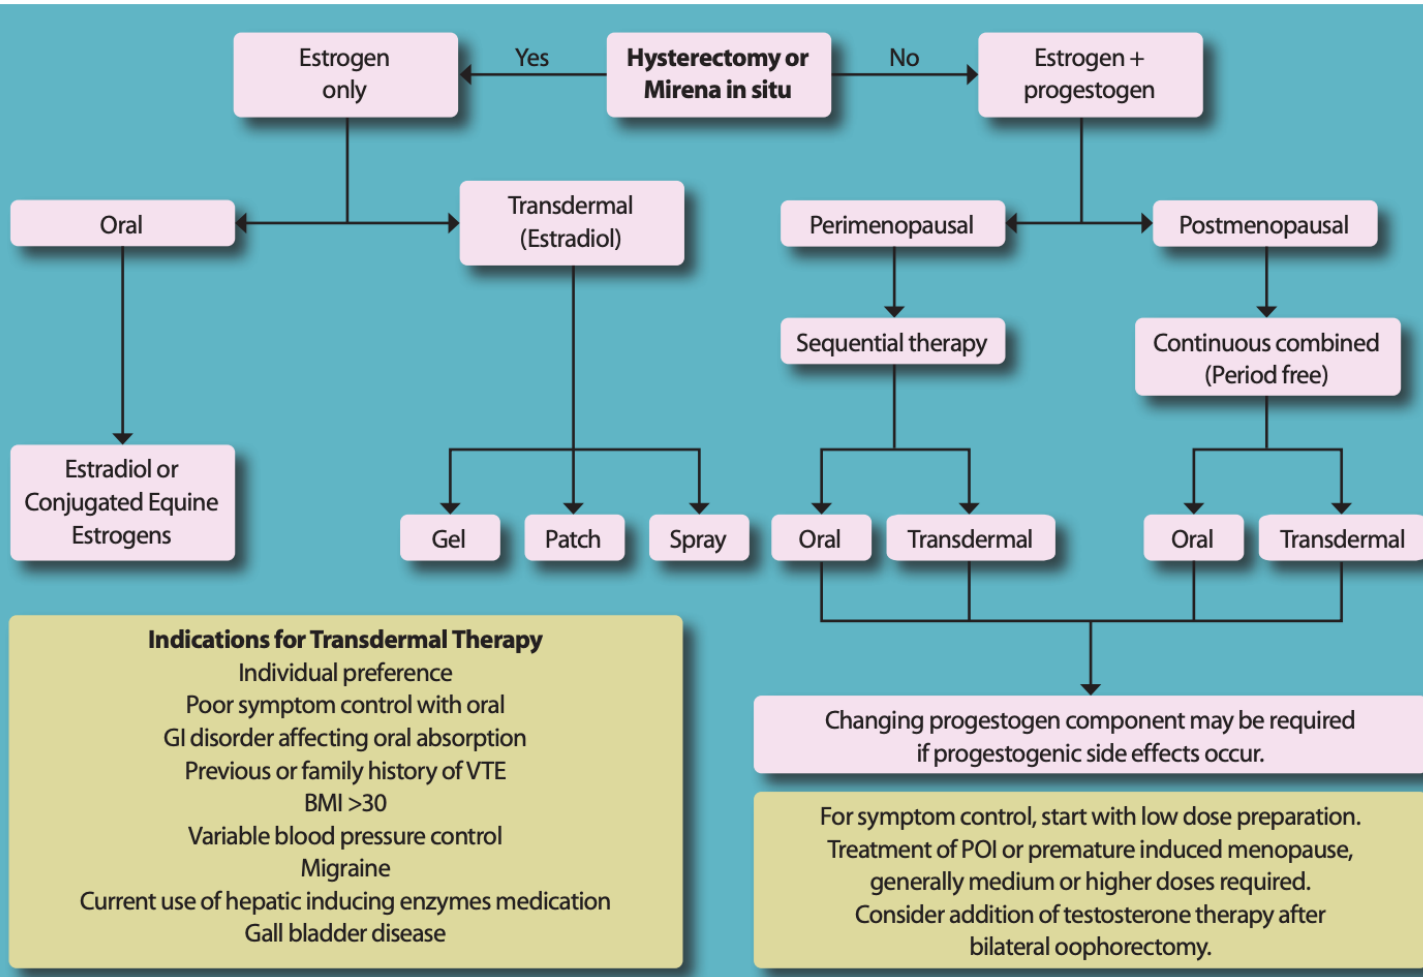 Estrogen
only
Yes
Hysterectomy or
Mirena in situ
No
Estrogen +
progestogen
Oral
Transdermal
(Estradiol)
Perimenopausal
Postmenopausal
Sequential therapy
Continuous combined
(Period free)
Estradiol or
Conjugated Equine
Estrogens
Gel
Patch
Spray
Oral
Transdermal
Oral
Transdermal
Indications for Transdermal Therapy
Individual preference
Poor symptom control with oral
GI disorder affecting oral absorption
Previous or family history of VTE
BMI >30
Variable blood pressure control
Migraine
Current use of hepatic inducing enzymes medication
Gall bladder disease
Changing progestogen component may be required
if progestogenic side effects occur.
For symptom control, start with low dose preparation.
Treatment of POI or premature induced menopause,
generally medium or higher doses required.
Consider addition of testosterone therapy after
bilateral oophorectomy.